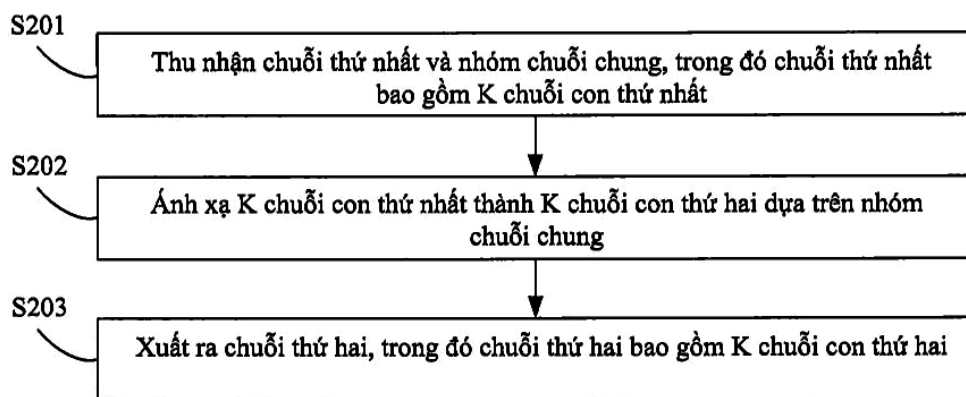 S201
Thu nhận chuỗi thứ nhất và nhóm chuỗi chung, trong đó chuỗi thứ nhất
bao gồm K chuỗi con thứ nhất
S202
Ánh xạ K chuỗi con thứ nhất thành K chuỗi con thứ hai dựa trên nhóm
chuỗi chung
S203
Xuất ra chuỗi thứ hai, trong đó chuỗi thứ hai bao gồm K chuỗi con thứ hai